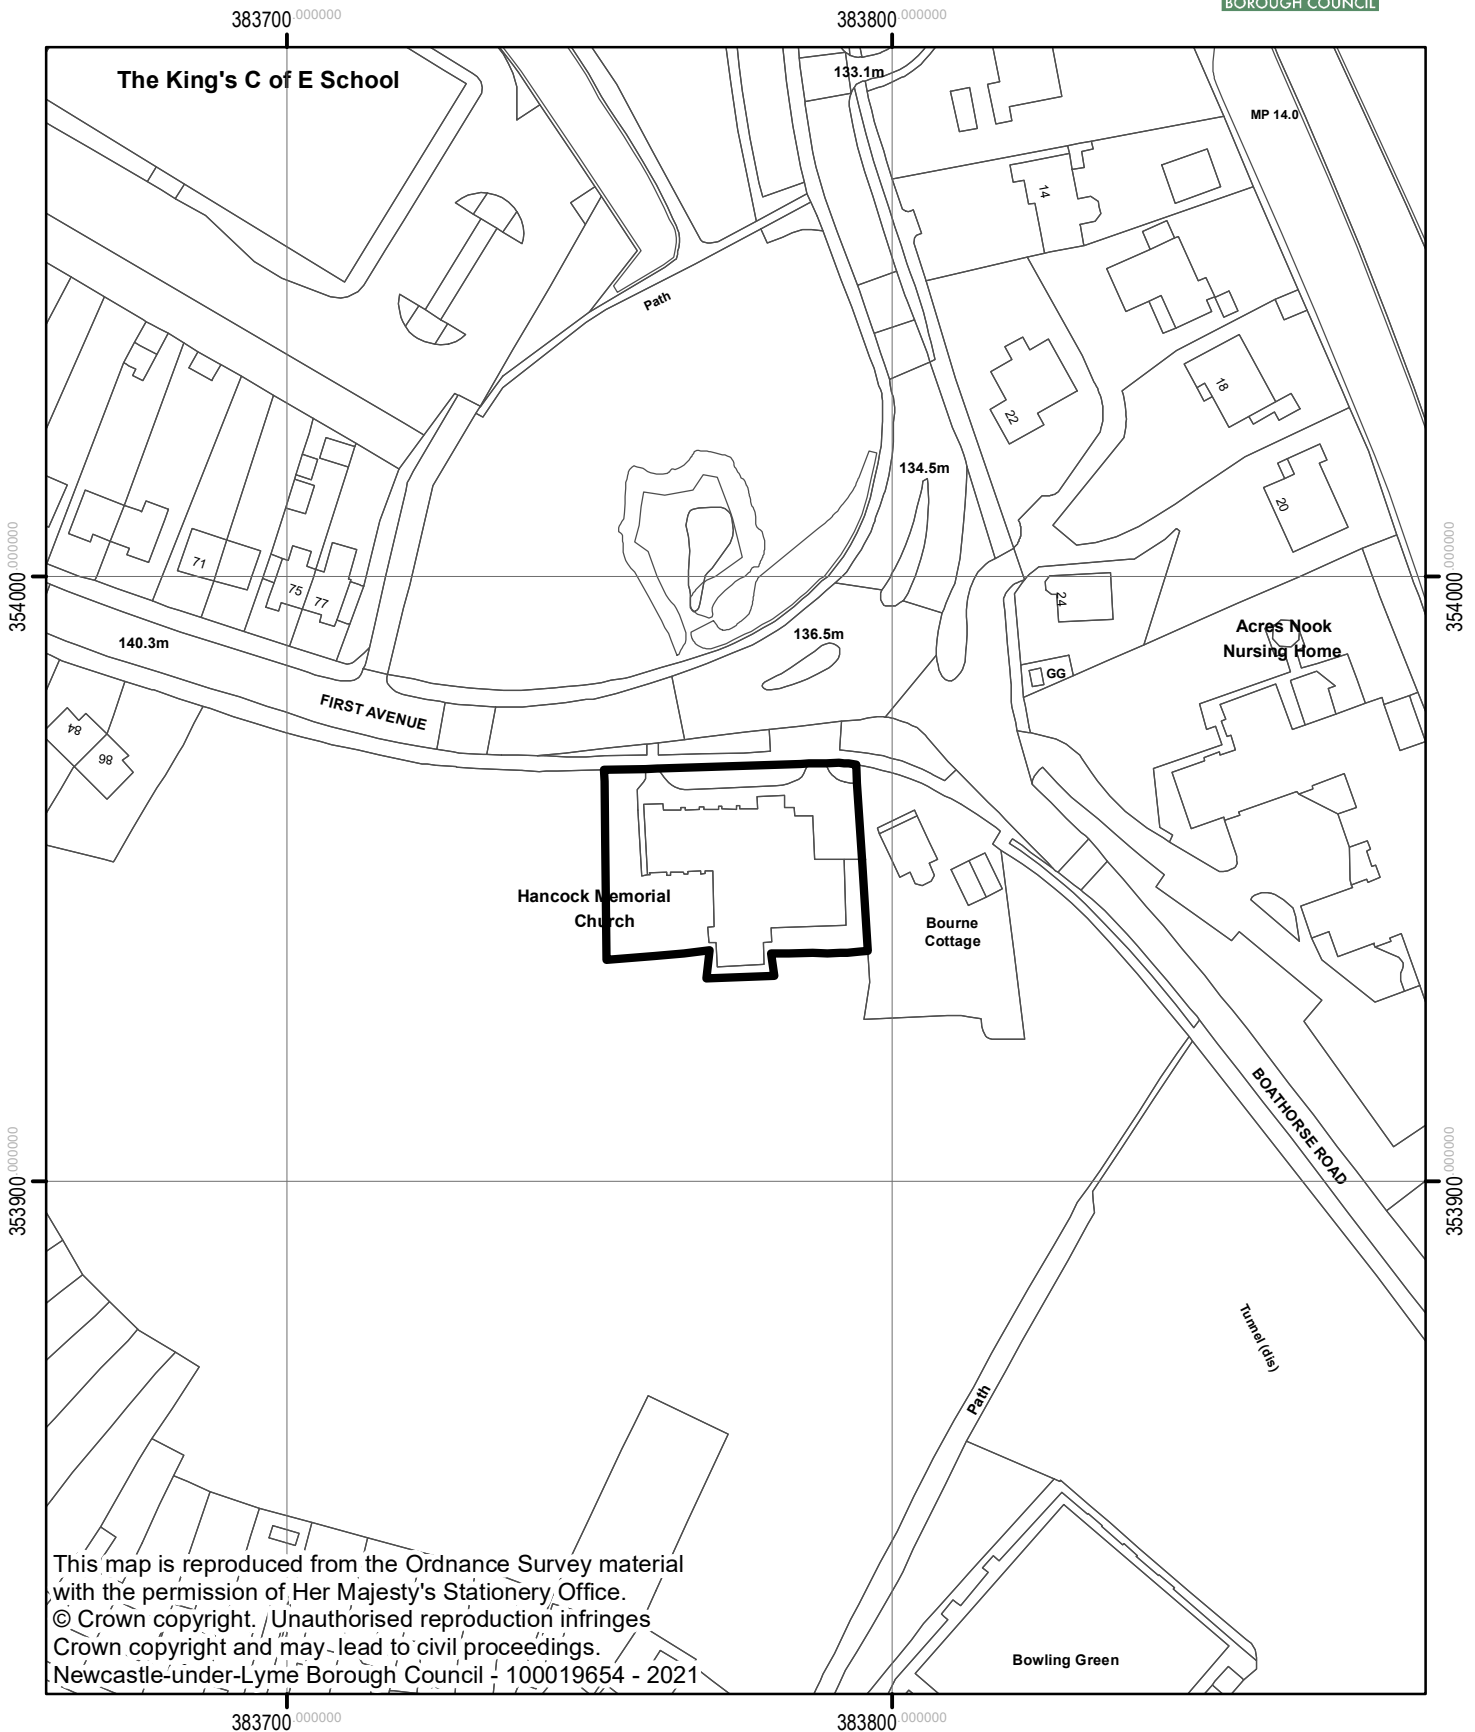 BOROUGH COUNCIL
383700.000000
383800.000000
The King's C of E School
133.1m
MP 14.0
14
Path
18
22
134.5m
20
354000.000000
354000.000000
71
75
77
24
140.3m
136.5m
Acres Nook
Nursing Home
GG
FIRST AVENUE
84
86
Hancock Memorial
Church
Bourne
Cottage
BOATHORSE ROAD
353900.000000
353900.000000
Tunnel (dis)
Path
This map is reproduced from the Ordnance Survey material
with the permission of Her Majesty's Stationery Office.
© Crown copyright. Unauthorised reproduction infringes
Crown copyright and may lead to civil proceedings.
Newcastle-under-Lyme Borough Council - 100019654 - 2021
Bowling Green
383700.000000
383800.000000